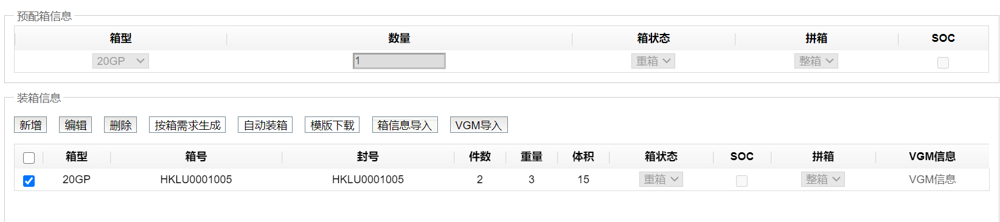 预配箱信息
箱型 数量 箱状态 拼箱 SOC
20GP 1 重箱 整箱
装箱信息
新增 编辑 删除 按箱需求生成 自动装箱 模版下载 箱信息导入 VGM导入
箱型 箱号 封号 件数 重量 体积 箱状态 SOC 拼箱 VGM信息
20GP HKLU0001005 HKLU0001005 2 3 15 重箱 整箱 VGM信息